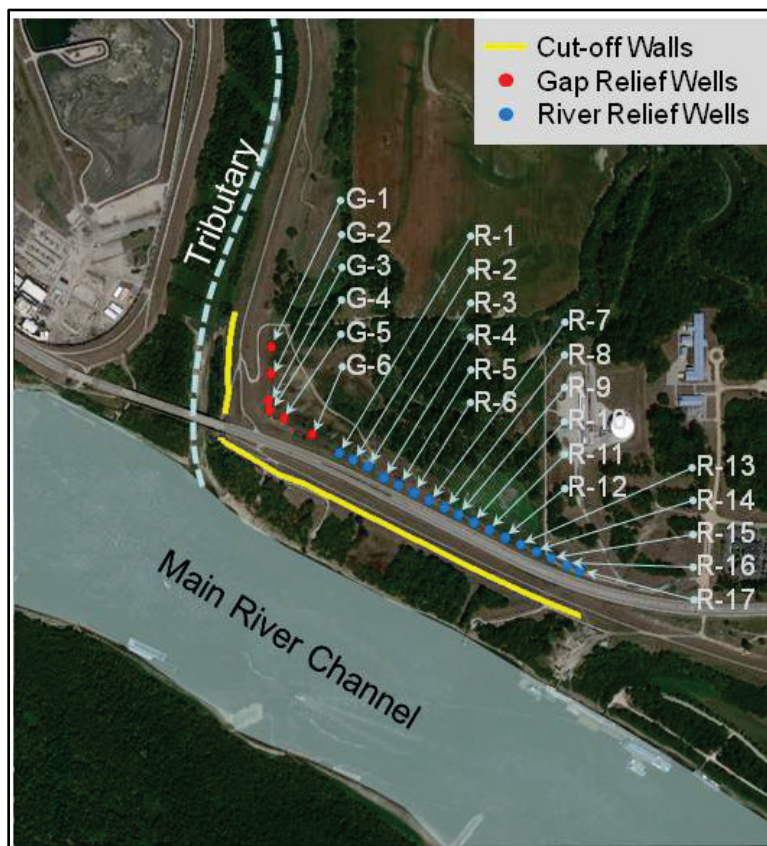 Cut-off Walls
Gap Relief Wells
River Relief Wells
Tributary
G-1
G-2
G-3
G-4
G-5
G-6
R-1
R-2
R-3
R-4
R-5
R-6
R-7
R-8
R-9
R-10
R-11
R-12
R-13
R-14
R-15
R-16
R-17
Main River Channel